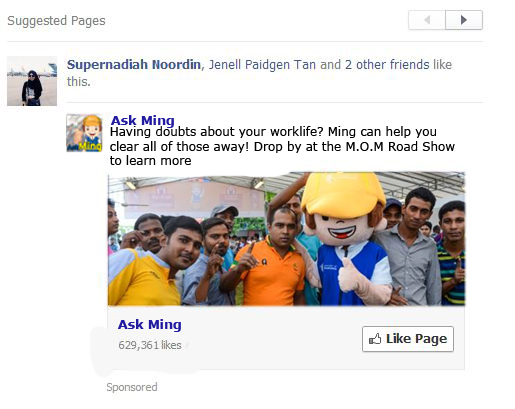 Suggested Pages
Supernadiah Noordin, Jenell Paidgen Tan and 2 other friends like
this.
Ask Ming
Ming
Having doubts about your worklife? Ming can help you
clear all of those away! Drop by at the M.O.M Road Show
to learn more
Ask Ming
629,361 likes
Like Page
Sponsored